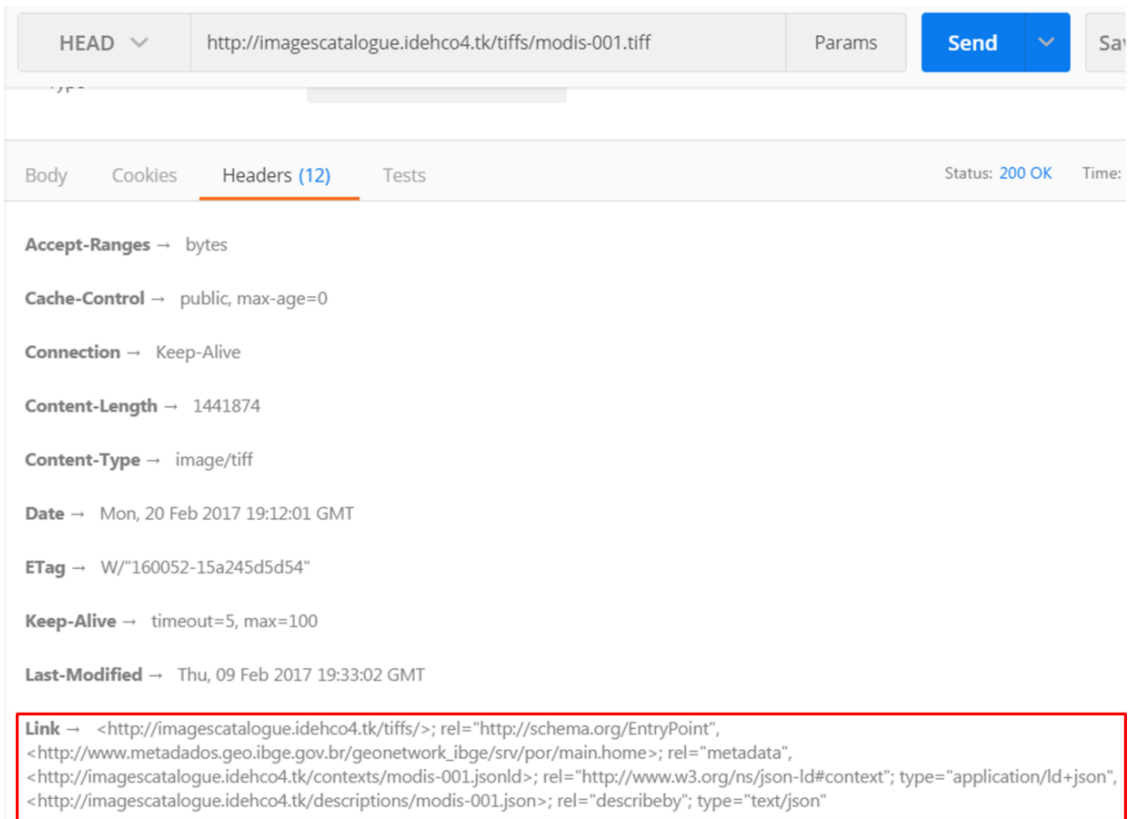 HEAD http://imagescatalogue.idehco4.tk/tiffs/modis-001.tiff Params Send Sav
Body Cookies Headers (12) Tests Status: 200 OK Time:
Accept-Ranges → bytes
Cache-Control → public, max-age=0
Connection → Keep-Alive
Content-Length → 1441874
Content-Type → image/tiff
Date → Mon, 20 Feb 2017 19:12:01 GMT
ETag → W/"160052-15a245d5d54"
Keep-Alive → timeout=5, max=100
Last-Modified → Thu, 09 Feb 2017 19:33:02 GMT
Link → <http://imagescatalogue.idehco4.tk/tiffs/>; rel="http://schema.org/EntryPoint",
<http://www.metadados.geo.ibge.gov.br/geonetwork_ibge/srv/por/main.home>; rel="metadata",
<http://imagescatalogue.idehco4.tk/contexts/modis-001.jsonld>; rel="http://www.w3.org/ns/json-ld#context"; type="application/ld+json",
<http://imagescatalogue.idehco4.tk/descriptions/modis-001.json>; rel="describeby"; type="text/json"